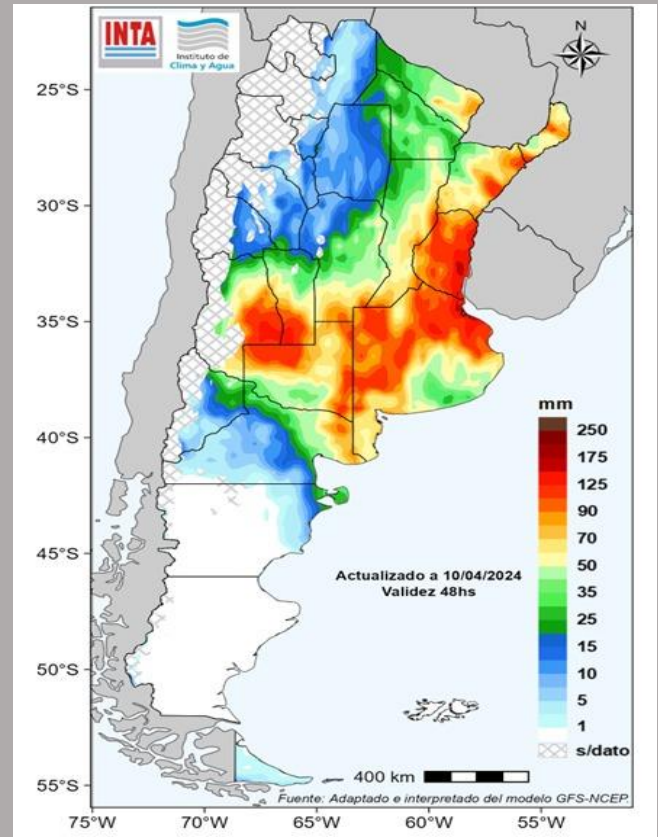 INTA
Instituto de
Clima y Agua
N
25°S
30°S
35°S
40°S
45°S
50°S
55°S
mm
250
175
125
90
70
50
35
25
15
10
5
1
s/dato
Actualizado a 10/04/2024
Validez 48hs
400 km
Fuente: Adaptado e interpretado del modelo GFS-NCEP.
75°W
70°W
65°W
60°W
55°W